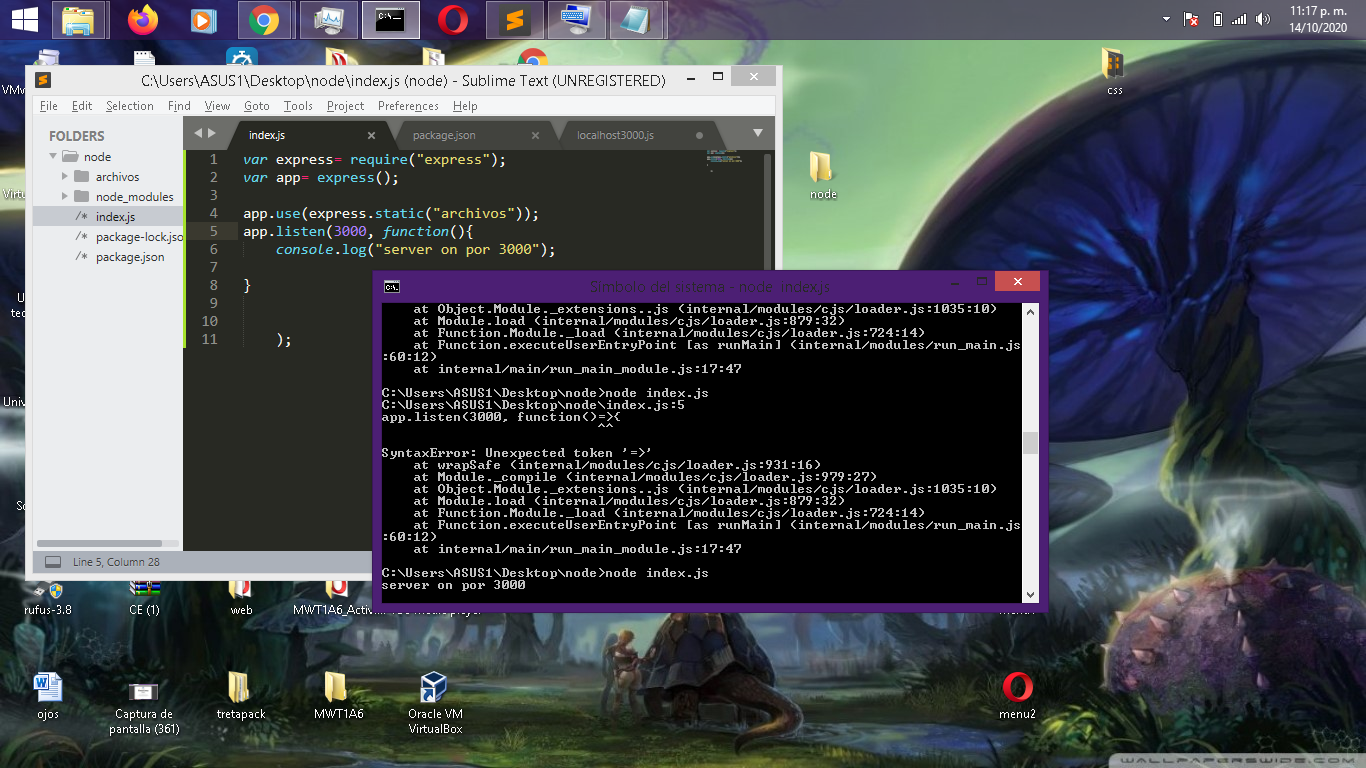 11:17 p. m.
14/10/2020
C:\Users\ASUS1\Desktop\node\index.js (node) - Sublime Text (UNREGISTERED)
File Edit Selection Find View Goto Tools Project Preferences Help
FOLDERS
node
archivos
node_modules
index.js
package-lock.jso
package.json
index.js
package.json
localhost3000.js
1 var express= require("express");
2 var app= express();
3
4 app.use(express.static("archivos"));
5 app.listen(3000, function(){
6 console.log("server on por 3000");
7
8 }
9
10
11 );
Line 5, Column 28
Símbolo del sistema - node index.js
at Object.Module._extensions..js (internal/modules/cjs/loader.js:1035:10)
at Module.load (internal/modules/cjs/loader.js:879:32)
at Function.Module._load (internal/modules/cjs/loader.js:724:14)
at Function.executeUserEntryPoint [as runMain] (internal/modules/run_main.js
:60:12)
at internal/main/run_main_module.js:17:47
C:\Users\ASUS1\Desktop\node>node index.js
C:\Users\ASUS1\Desktop\node\index.js:5
app.listen(3000, function()=>{
^^
SyntaxError: Unexpected token '=>'
at wrapSafe (internal/modules/cjs/loader.js:931:16)
at Module._compile (internal/modules/cjs/loader.js:979:27)
at Object.Module._extensions..js (internal/modules/cjs/loader.js:1035:10)
at Module.load (internal/modules/cjs/loader.js:879:32)
at Function.Module._load (internal/modules/cjs/loader.js:724:14)
at Function.executeUserEntryPoint [as runMain] (internal/modules/run_main.js
:60:12)
at internal/main/run_main_module.js:17:47
C:\Users\ASUS1\Desktop\node>node index.js
server on por 3000
css
node
rufus-3.8
CE (1)
web
MWT1A6_Activ
ojos
Captura de
pantalla (361)
tretapack
MWT1A6
Oracle VM
VirtualBox
menu2
WALLPAPERSWIDE.COM